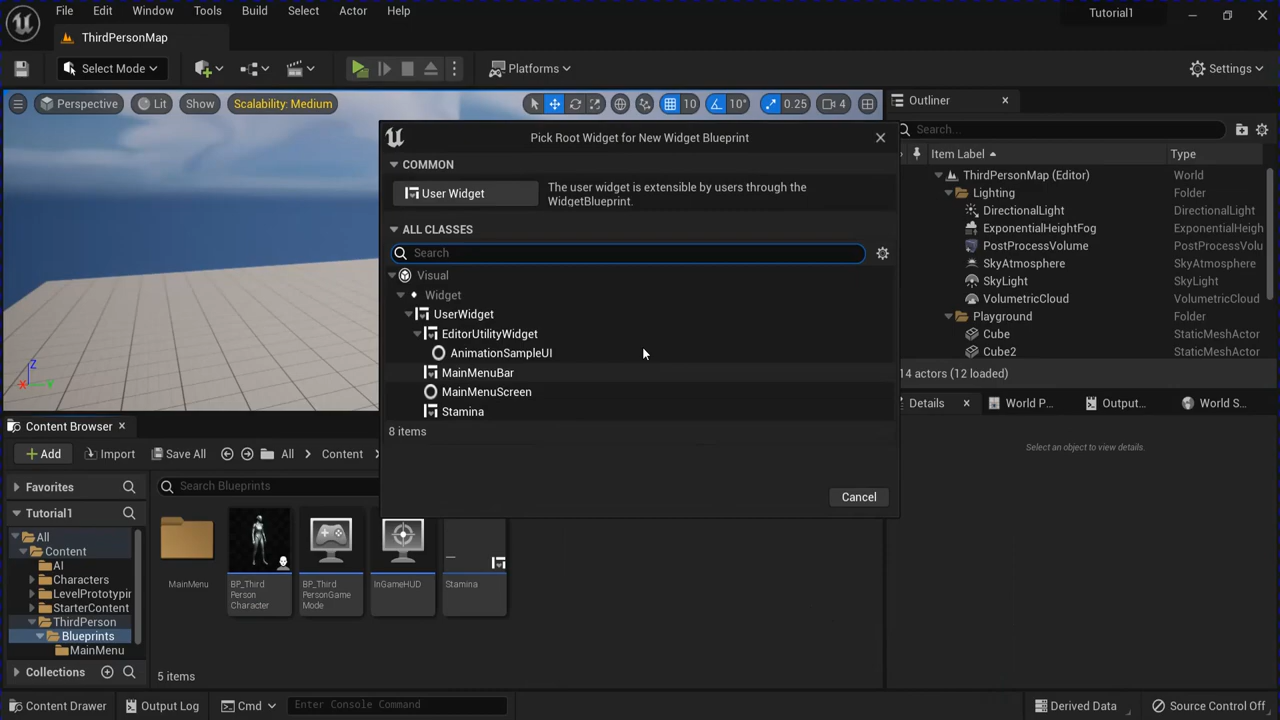 File Edit Window Tools Build Select Actor Help Tutorial1
ThirdPersonMap
Select Mode Platforms Settings
Perspective Lit Show Scalability: Medium 10 10° 0.25 4 Outliner
Pick Root Widget for New Widget Blueprint
COMMON
User Widget
The user widget is extensible by users through the
WidgetBlueprint.
ALL CLASSES
Search
Visual
Widget
UserWidget
EditorUtilityWidget
AnimationSampleUI
MainMenuBar
MainMenuScreen
Stamina
8 items
Cancel
Search...
Item Label Type
ThirdPersonMap (Editor) World
Lighting Folder
DirectionalLight DirectionalLight
ExponentialHeightFog ExponentialHeigh
PostProcessVolume PostProcessVolu
SkyAtmosphere SkyAtmosphere
SkyLight SkyLight
VolumetricCloud VolumetricCloud
Playground Folder
Cube StaticMeshActor
Cube2 StaticMeshActor
14 actors (12 loaded)
Details World P... Output... World S...
Select an object to view details.
Z
X Y
Content Browser
Add Import Save All All Content
Favorites
Search Blueprints
Tutorial1
All
Content
AI
Characters
LevelPrototypin
StarterContent
ThirdPerson
Blueprints
MainMenu
Collections
MainMenu
BP_Third
Person
Character
BP_Third
PersonGame
Mode
InGameHUD
Stamina
5 items
Content Drawer Output Log Cmd Enter Console Command Derived Data Source Control Off